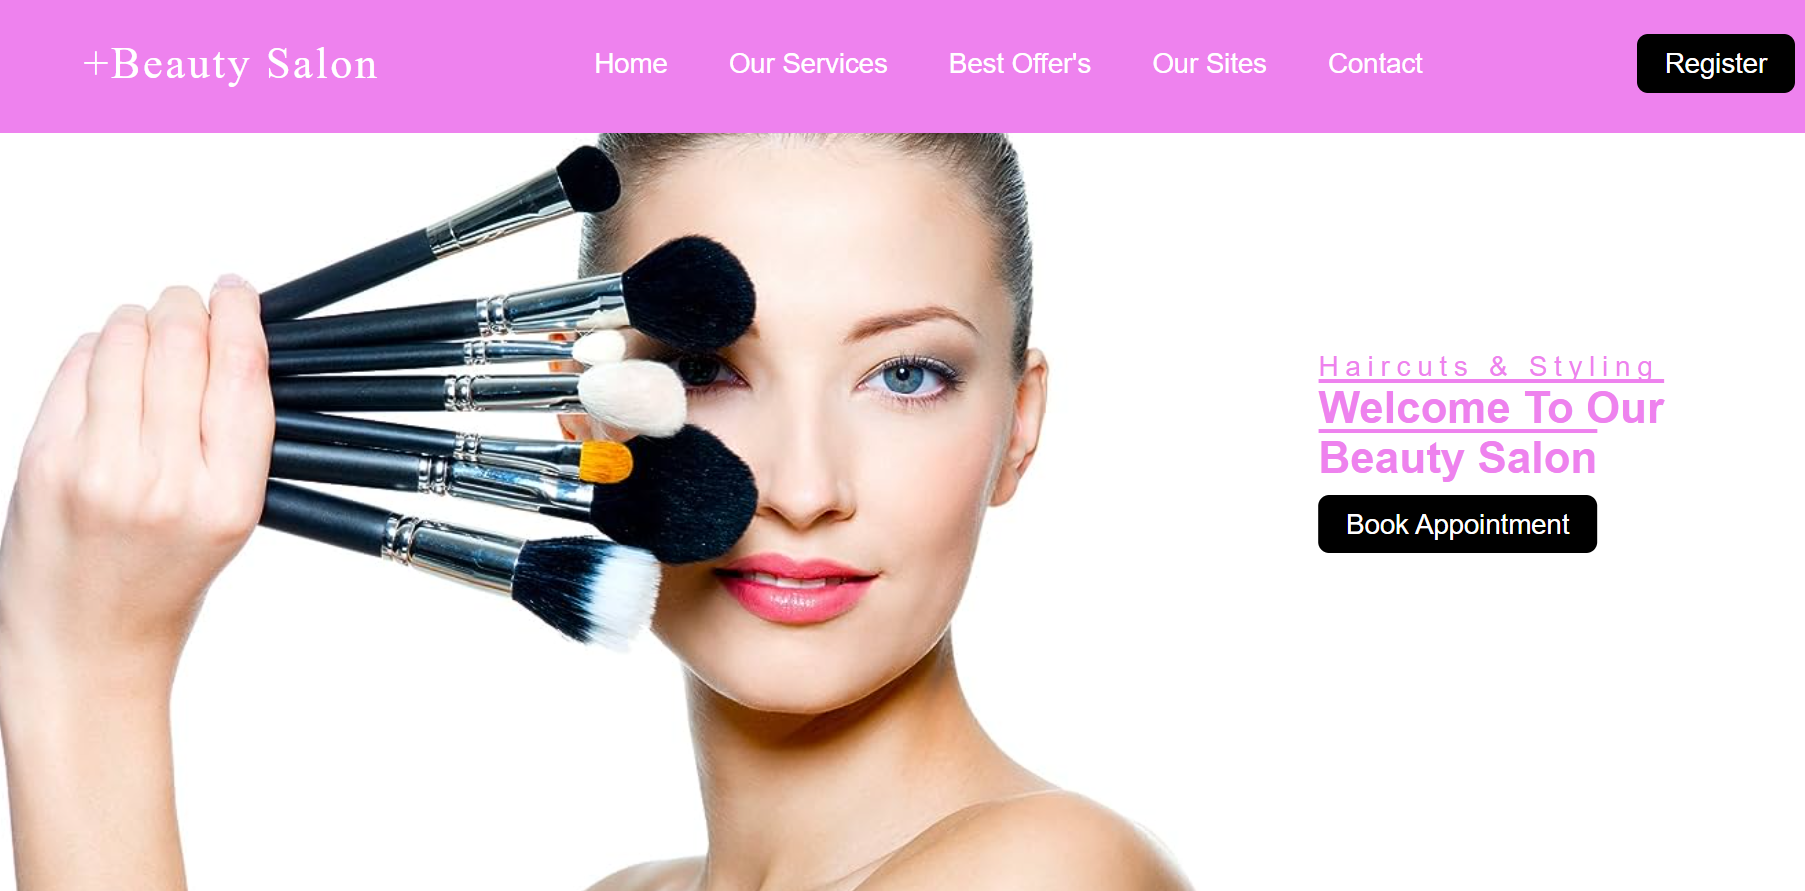 +Beauty Salon
Home
Our Services
Best Offer's
Our Sites
Contact
Register
Haircuts & Styling
Welcome To Our
Beauty Salon
Book Appointment